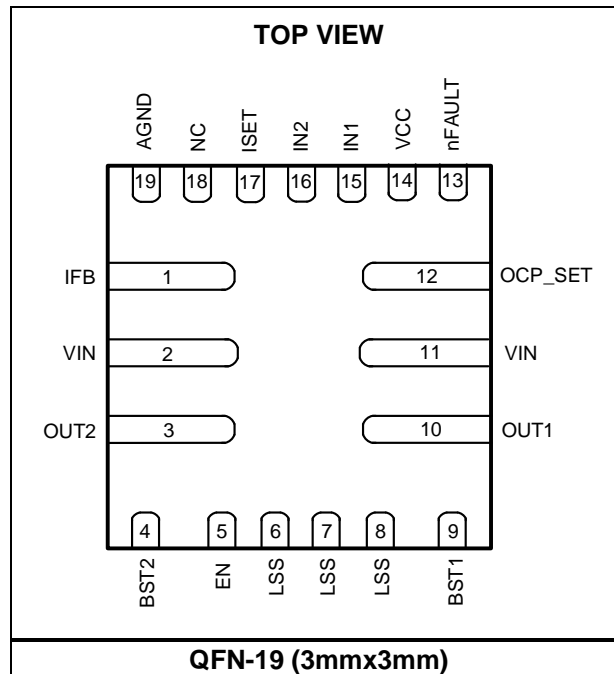 TOP VIEW
AGND NC ISET IN2 IN1 VCC nFAULT
19 18 17 16 15 14 13
IFB 1 12 OCP_SET
VIN 2 11 VIN
OUT2 3 10 OUT1
4 5 6 7 8 9
BST2 EN LSS LSS LSS BST1
QFN-19 (3mmx3mm)